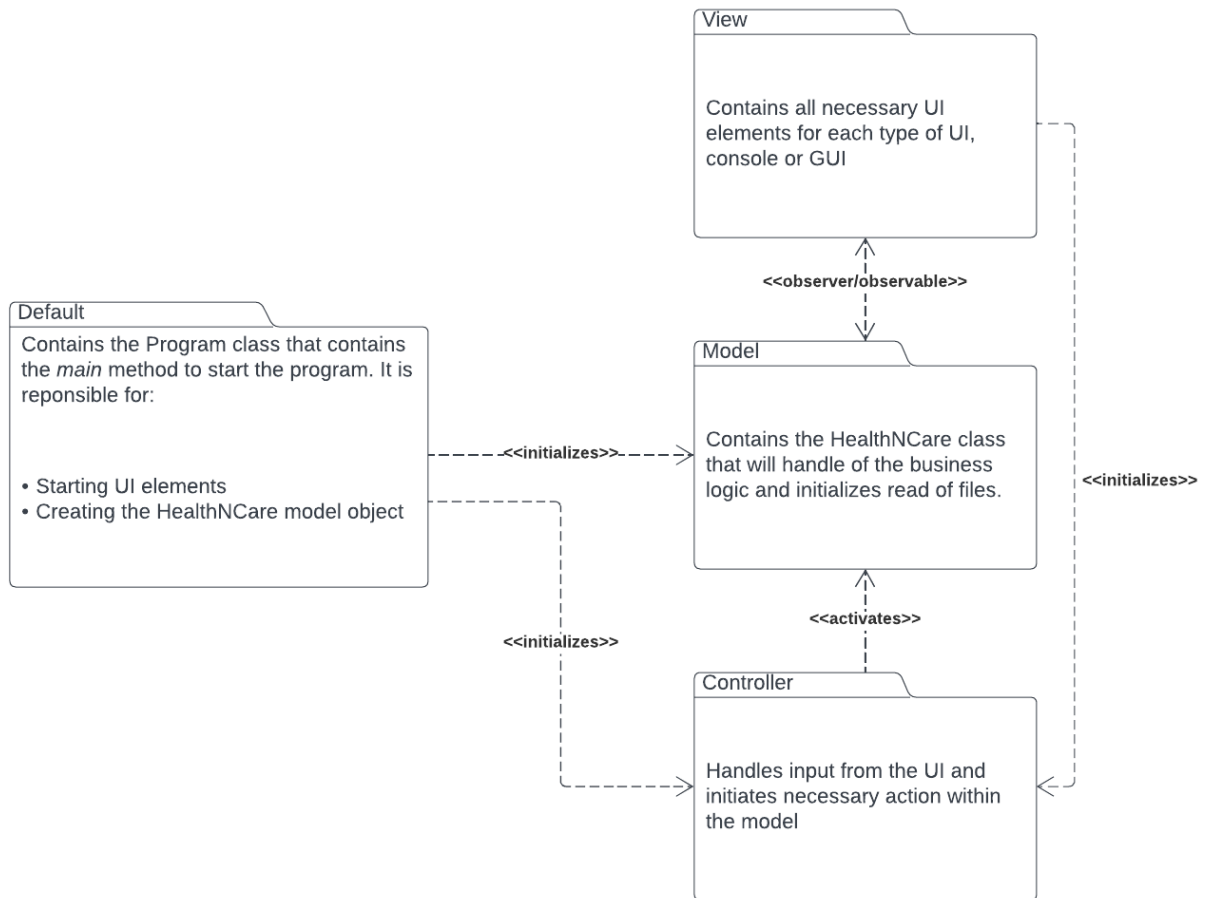 View
Contains all necessary UI
elements for each type of UI,
console or GUI
<<observer/observable>>
Default
Contains the Program class that contains
the main method to start the program. It is
reponsible for:
• Starting UI elements
• Creating the HealthNCare model object
<<initializes>>
Model
Contains the HealthNCare class
that will handle of the business
logic and initializes read of files.
<<initializes>>
<<activates>>
<<initializes>>
Controller
Handles input from the UI and
initiates necessary action within
the model